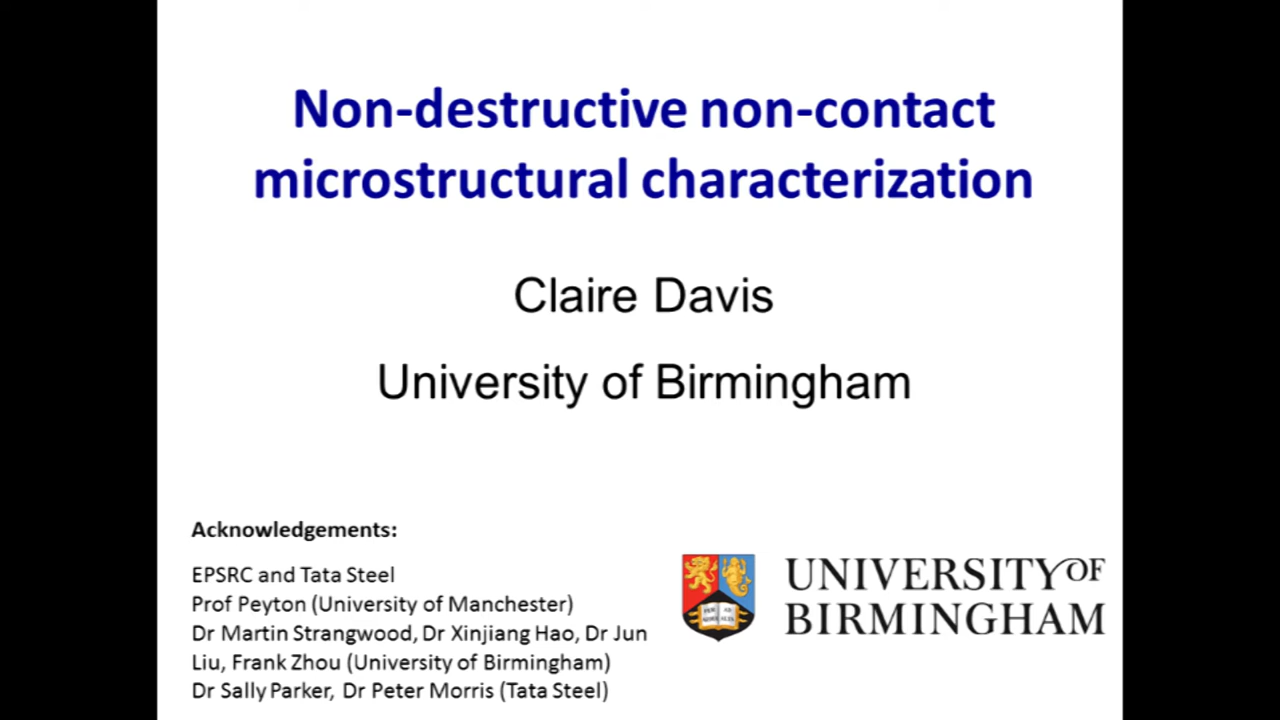 Non-destructive non-contact
microstructural characterization
Claire Davis
University of Birmingham
Acknowledgements:
EPSRC and Tata Steel
Prof Peyton (University of Manchester)
Dr Martin Strangwood, Dr Xinjiang Hao, Dr Jun
Liu, Frank Zhou (University of Birmingham)
Dr Sally Parker, Dr Peter Morris (Tata Steel)
UNIVERSITY OF
BIRMINGHAM